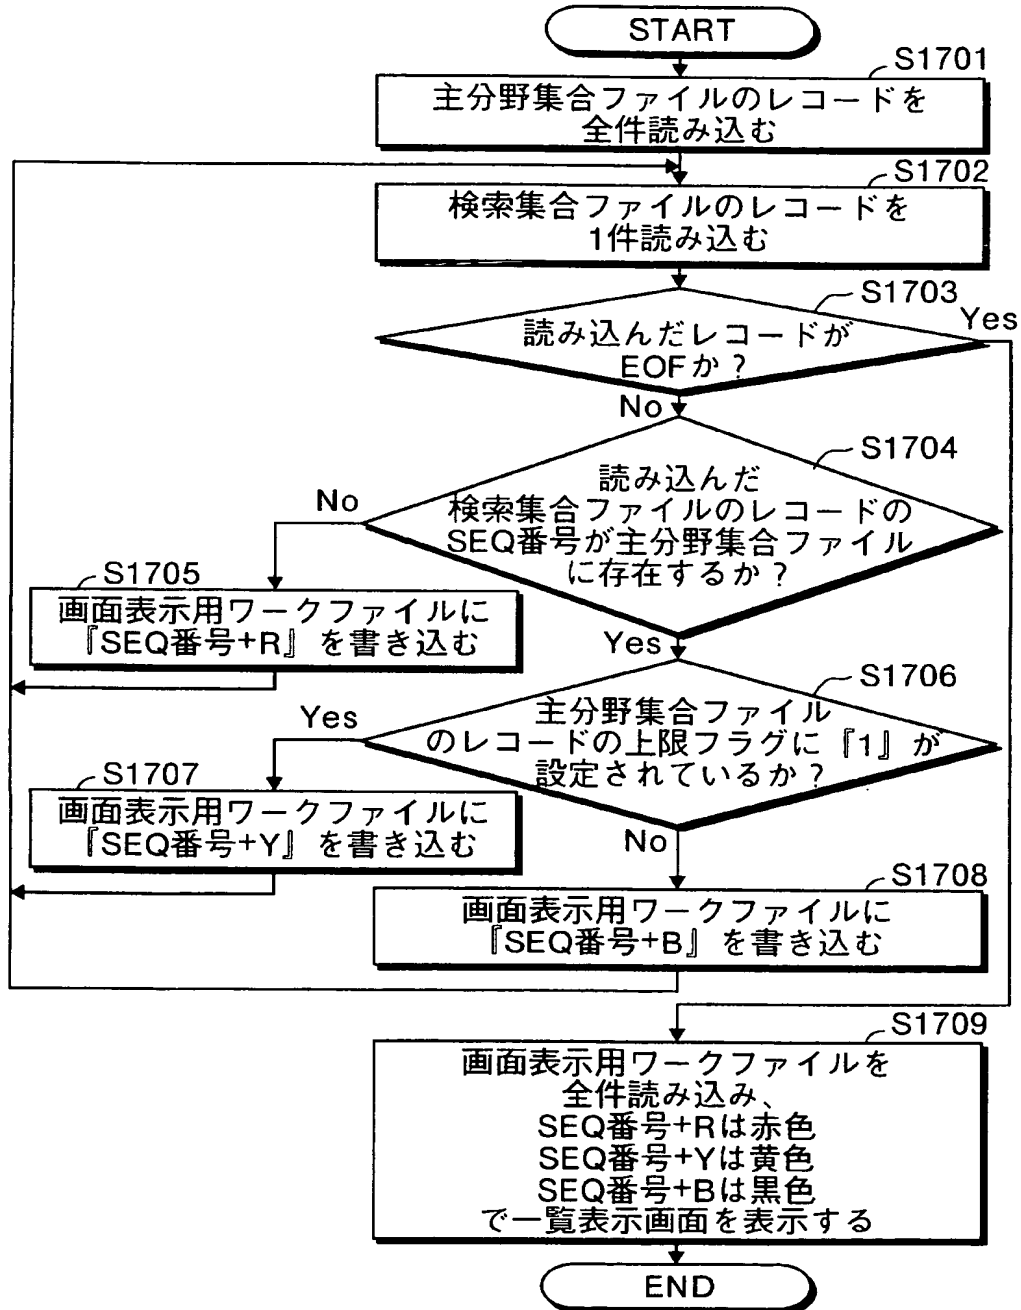 START
S1701
主分野集合ファイルのレコードを
全件読み込む
S1702
検索集合ファイルのレコードを
1件読み込む
S1703
Yes
読み込んだレコードが
EOFか？
No
S1704
読み込んだ
検索集合ファイルのレコードの
SEQ番号が主分野集合ファイル
に存在するか？
No
S1705
画面表示用ワークファイルに
『SEQ番号+R』を書き込む
Yes
S1706
主分野集合ファイル
のレコードの上限フラグに『1』が
設定されているか？
Yes
S1707
画面表示用ワークファイルに
『SEQ番号+Y』を書き込む
No
S1708
画面表示用ワークファイルに
『SEQ番号+B』を書き込む
S1709
画面表示用ワークファイルを
全件読み込み、
SEQ番号+Rは赤色
SEQ番号+Yは黄色
SEQ番号+Bは黒色
で一覧表示画面を表示する
END